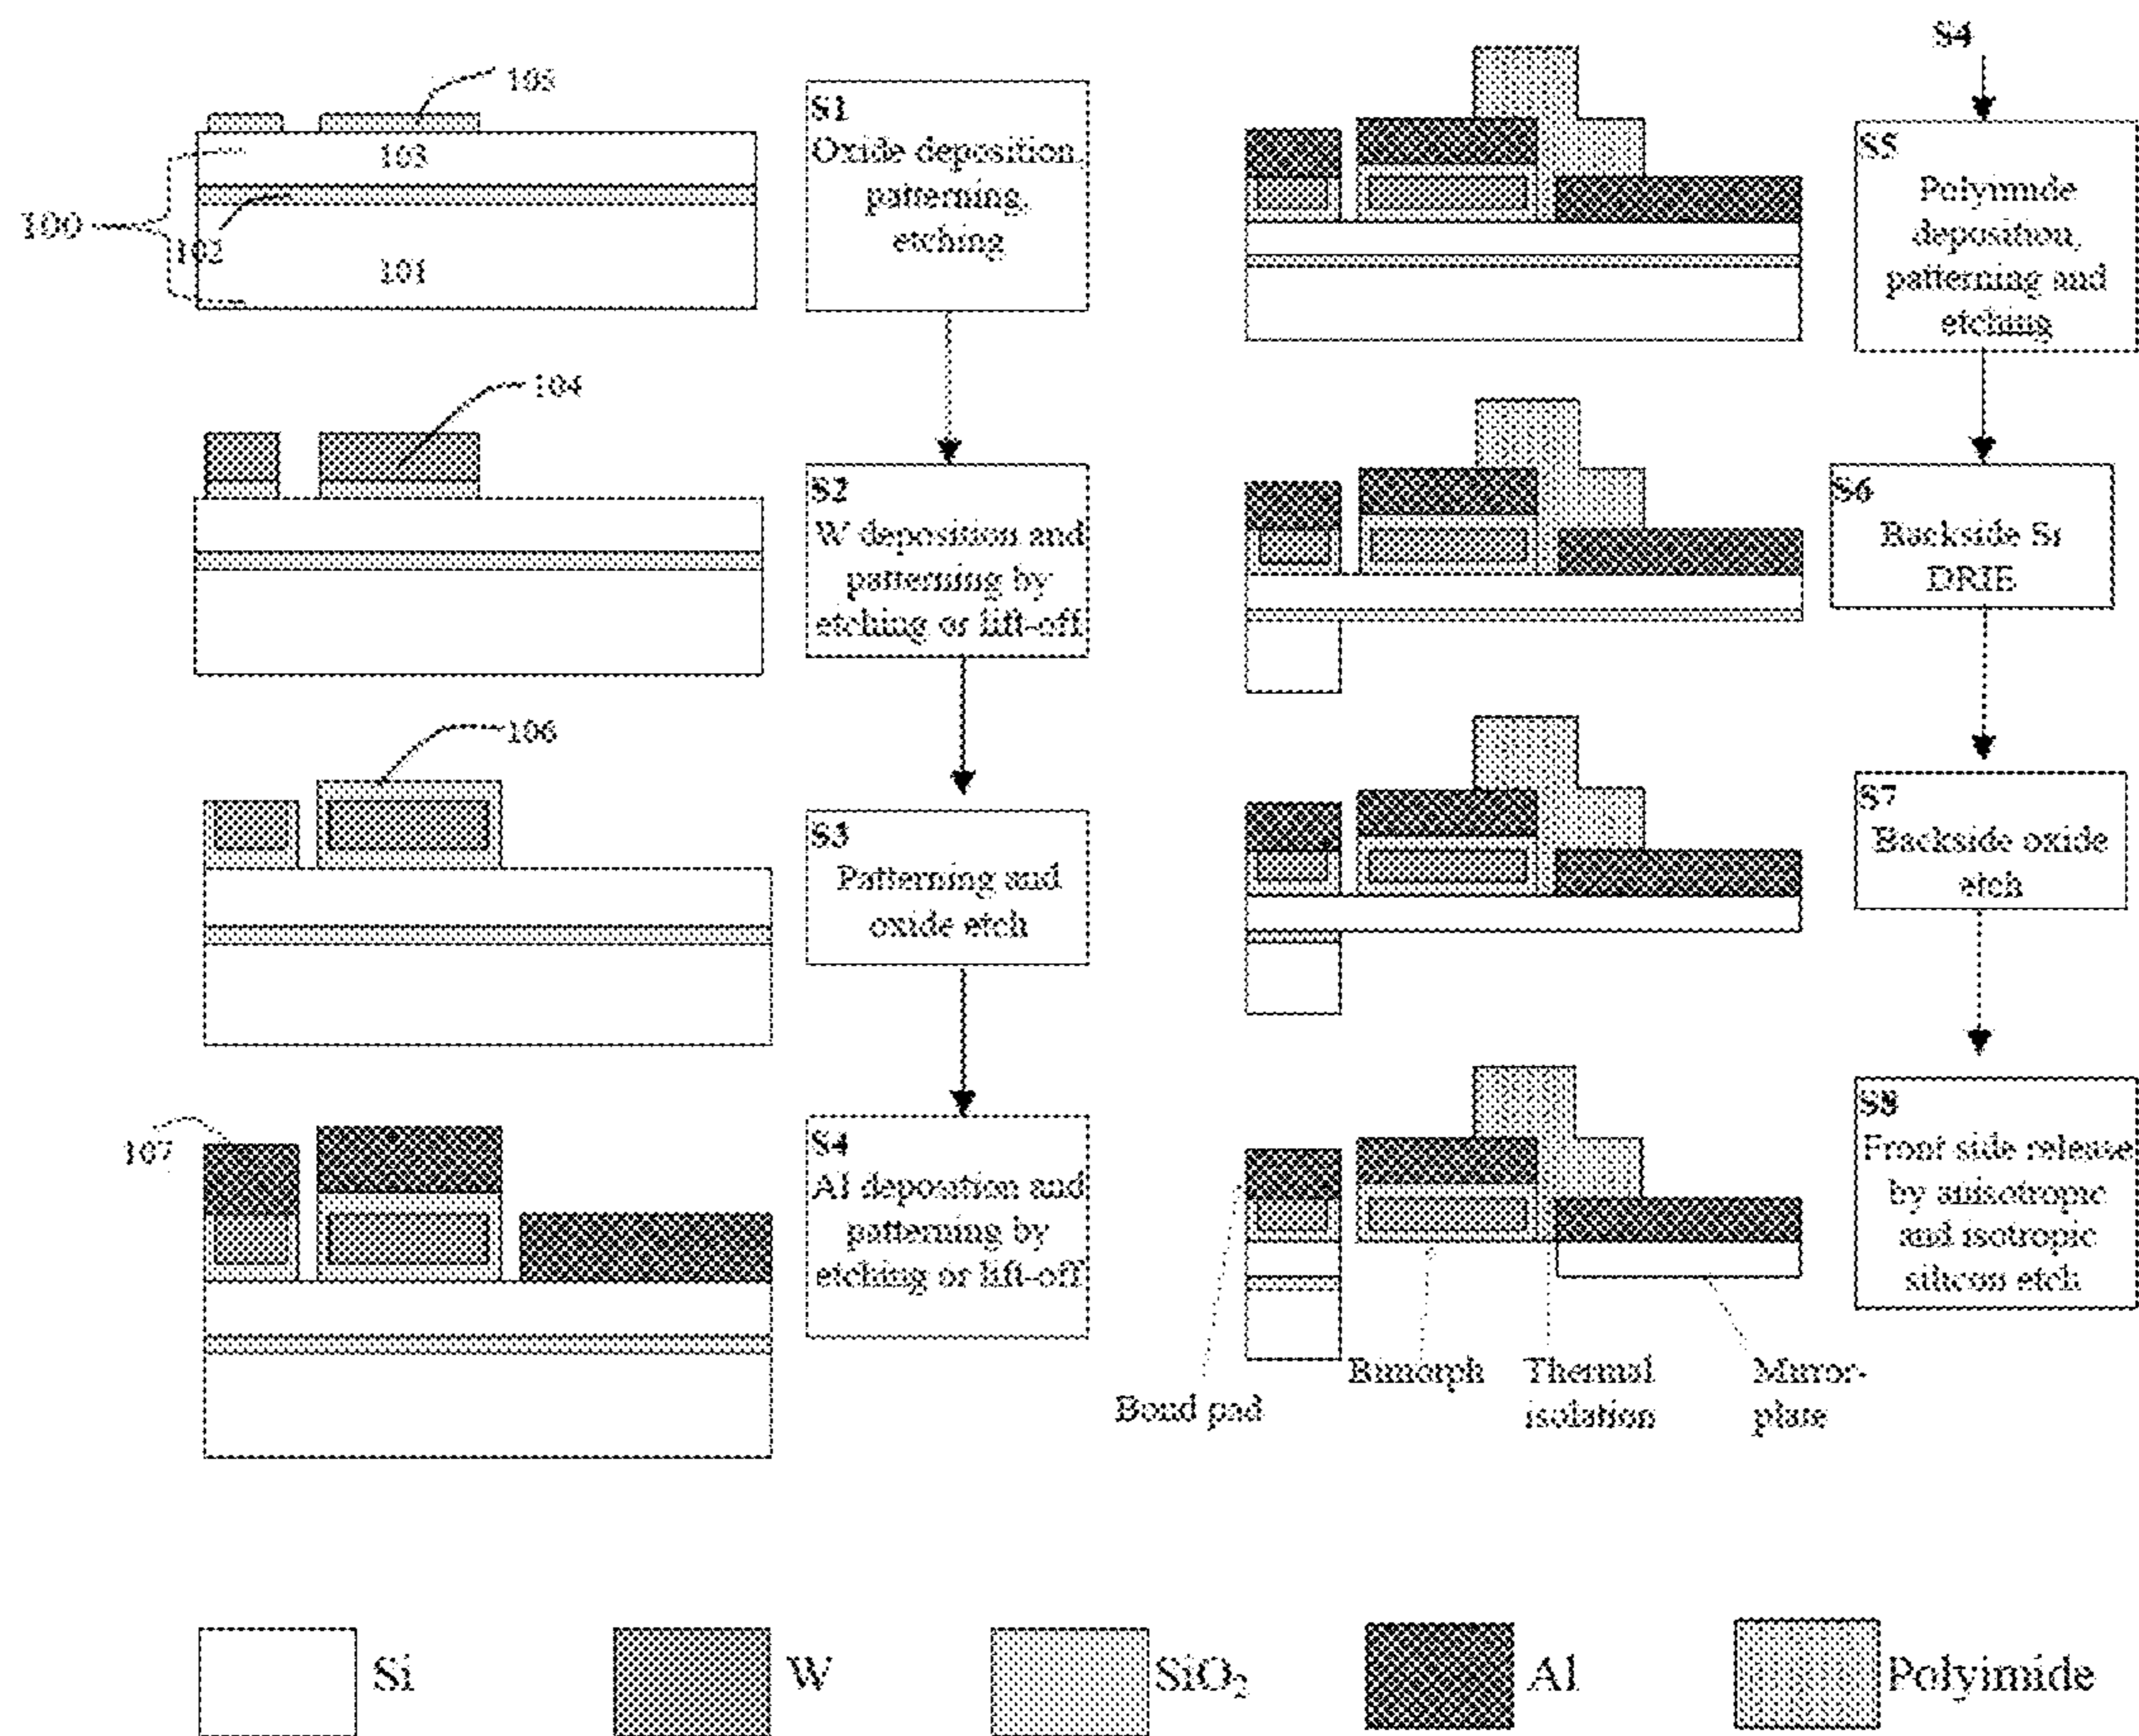 105
103
100
102
101
S1
Oxide deposition,
patterning,
etching
104
S2
W deposition and
patterning by
etching or lift-off
106
S3
Patterning and
oxide etch
107
S4
Al deposition and
patterning by
etching or lift-off
S4
S5
Polyimide
deposition,
patterning and
etching
S6
Backside Si
DRIE
S7
Backside oxide
etch
S8
Front side release
by anisotropic
and isotropic
silicon etch
Bond pad
Bimorph
Thermal
isolation
Mirror-
plate
Si
W
SiO₂
Al
Polyimide